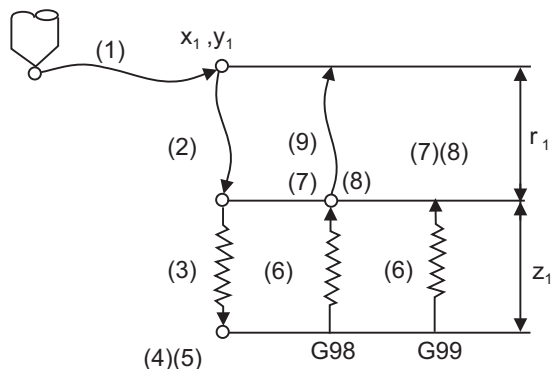 (1)
x1 ,y1
(2)
(9)
(7)(8)
r1
(7)
(8)
(3)
(6)
(6)
z1
(4)(5)
G98
G99